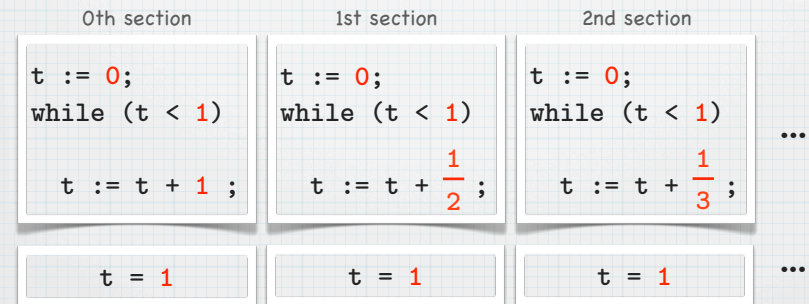 0th section
t := 0;
while (t < 1)
t := t + 1 ;
t = 1
1st section
t := 0;
while (t < 1)
t := t + 1/2 ;
t = 1
2nd section
t := 0;
while (t < 1)
t := t + 1/3 ;
t = 1
...
...